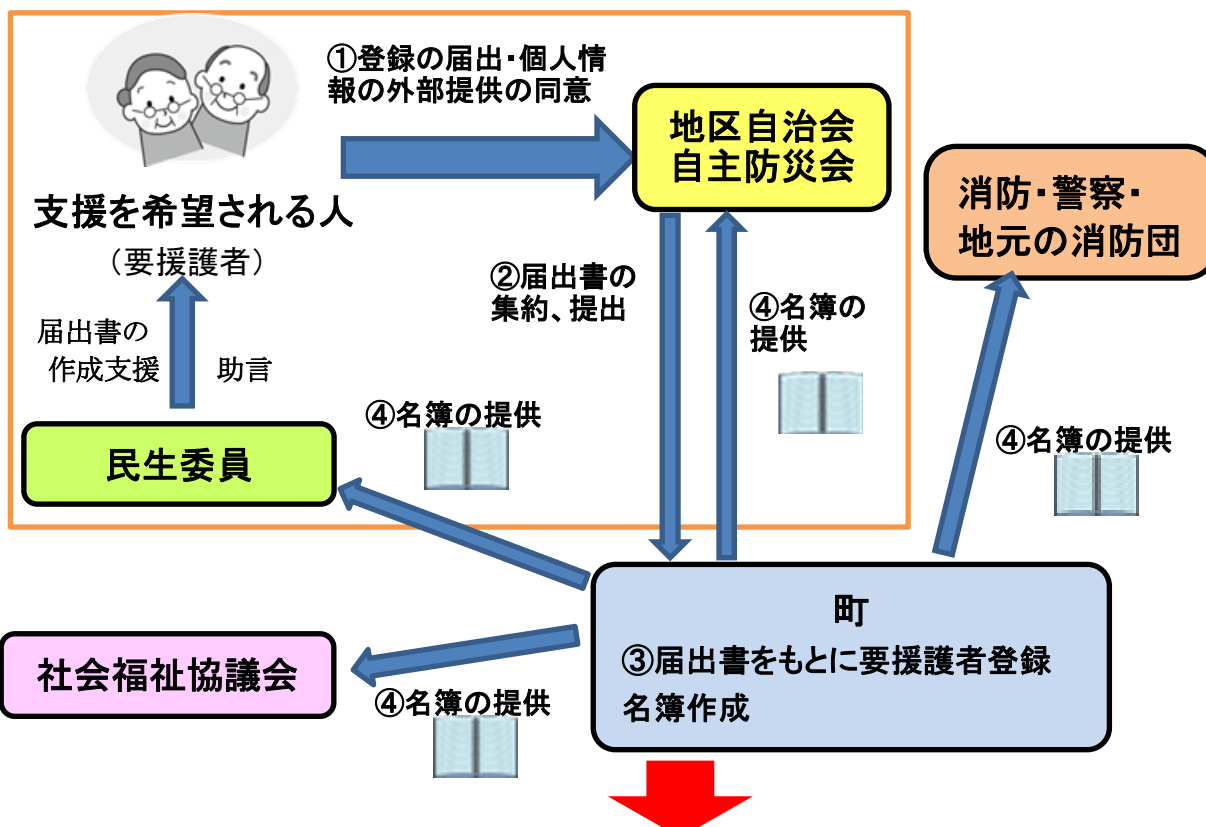 ①登録の届出・個人情
報の外部提供の同意
地区自治会
自主防災会
消防・警察・
地元の消防団
支援を希望される人
（要援護者）
②届出書の
集約、提出
④名簿の
提供
届出書の
作成支援
助言
④名簿の提供
民生委員
④名簿の提供
町
③届出書をもとに要援護者登録
名簿作成
社会福祉協議会
④名簿の提供